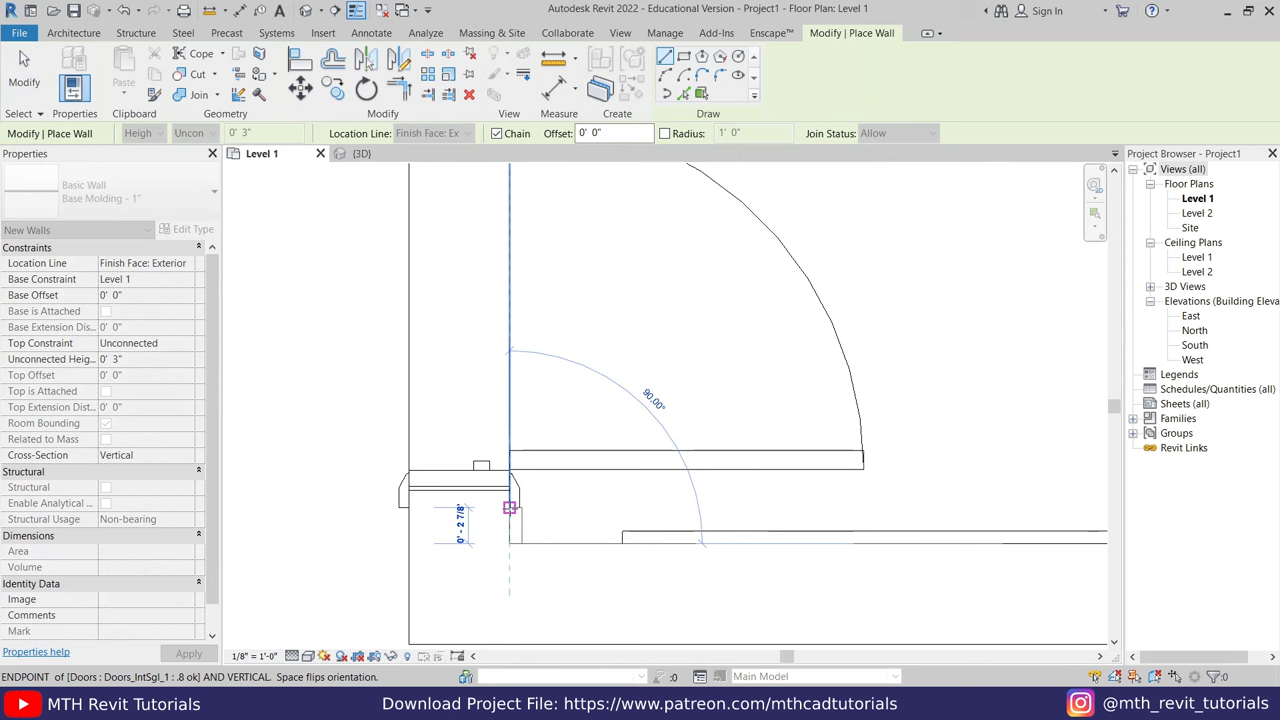 Autodesk Revit 2022 - Educational Version - Project1 - Floor Plan: Level 1
Sign In
File Architecture Structure Steel Precast Systems Insert Annotate Analyze Massing & Site Collaborate View Manage Add-Ins Enscape™ Modify | Place Wall
Modify Paste Cope Cut Join
Select Properties Clipboard Geometry Modify View Measure Create Draw
Modify | Place Wall Heigh Uncon 0' 3" Location Line: Finish Face: Ex Chain Offset: 0' 0" Radius: 1' 0" Join Status: Allow
Properties
Basic Wall
Base Molding - 1"
New Walls Edit Type
Constraints
Location Line Finish Face: Exterior
Base Constraint Level 1
Base Offset 0' 0"
Base is Attached
Base Extension Dis... 0' 0"
Top Constraint Unconnected
Unconnected Heig... 0' 3"
Top Offset 0' 0"
Top is Attached
Top Extension Dist... 0' 0"
Room Bounding
Related to Mass
Cross-Section Vertical
Structural
Structural
Enable Analytical ...
Structural Usage Non-bearing
Dimensions
Area
Volume
Identity Data
Image
Comments
Mark
Properties help Apply
Level 1 {3D}
90.00°
0' - 2 7/8"
Project Browser - Project1
Views (all)
Floor Plans
Level 1
Level 2
Site
Ceiling Plans
Level 1
Level 2
3D Views
Elevations (Building Eleva
East
North
South
West
Legends
Schedules/Quantities (all)
Sheets (all)
Families
Groups
Revit Links
1/8" = 1'-0"
ENDPOINT of [Doors : Doors_IntSgl_1 : .8 ok] AND VERTICAL. Space flips orientation. :0 Main Model :0
MTH Revit Tutorials Download Project File: https://www.patreon.com/mthcadtutorials @mth_revit_tutorials